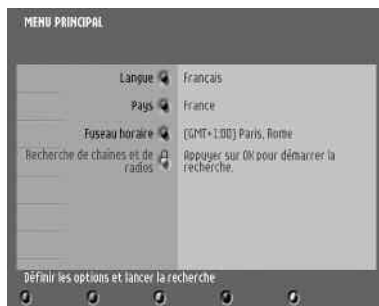 MENU PRINCIPAL
Langue Français
Pays France
Fuseau horaire (GMT+1:00) Paris, Rome
Recherche de chaînes et de radios
Appuyer sur OK pour démarrer la recherche.
Définir les options et lancer la recherche